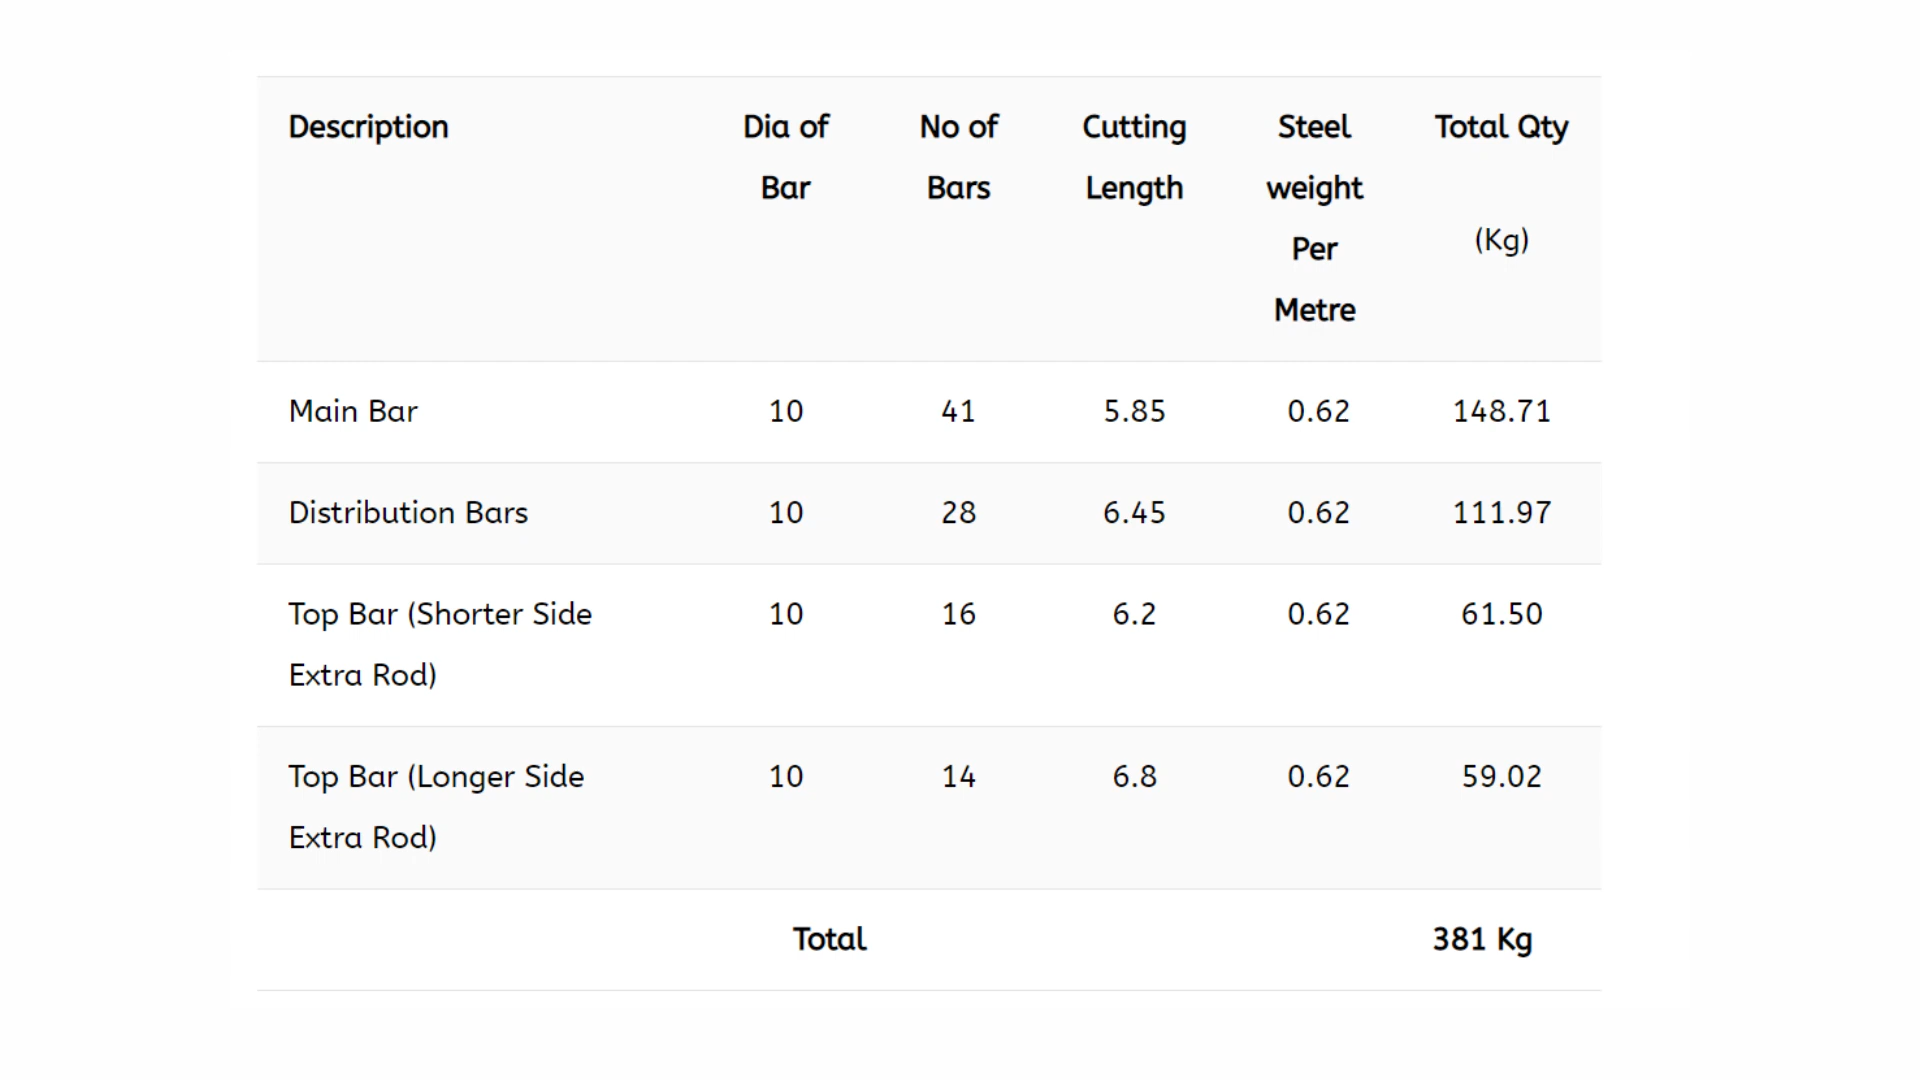 Description Dia of No of Cutting Steel Total Qty
Bar Bars Length weight
(Kg)
Per
Metre
Main Bar 10 41 5.85 0.62 148.71
Distribution Bars 10 28 6.45 0.62 111.97
Top Bar (Shorter Side 10 16 6.2 0.62 61.50
Extra Rod)
Top Bar (Longer Side 10 14 6.8 0.62 59.02
Extra Rod)
Total 381 Kg